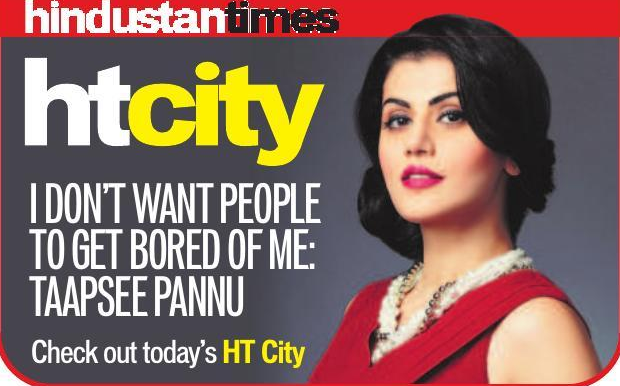 hindustantimes
htcity
I DON'T WANT PEOPLE
TO GET BORED OF ME:
TAAPSEE PANNU
Check out today's HT City